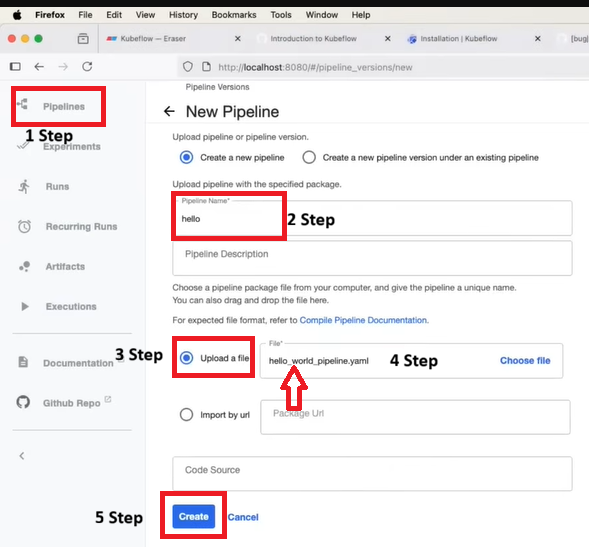 Firefox File Edit View History Bookmarks Tools Window Help
Kubeflow — Eraser
Introduction to Kubeflow
Installation | Kubeflow
[bug]
http://localhost:8080/#/pipeline_versions/new
Pipelines
1 Step
Experiments
Runs
Recurring Runs
Artifacts
Executions
Documentation
Github Repo
Pipeline Versions
New Pipeline
Upload pipeline or pipeline version.
Create a new pipeline
Create a new pipeline version under an existing pipeline
Upload pipeline with the specified package.
Pipeline Name*
hello
2 Step
Pipeline Description
Choose a pipeline package file from your computer, and give the pipeline a unique name.
You can also drag and drop the file here.
For expected file format, refer to Compile Pipeline Documentation.
3 Step
Upload a file
File*
hello_world_pipeline.yaml
4 Step
Choose file
Import by url
Package Url
Code Source
5 Step
Create
Cancel